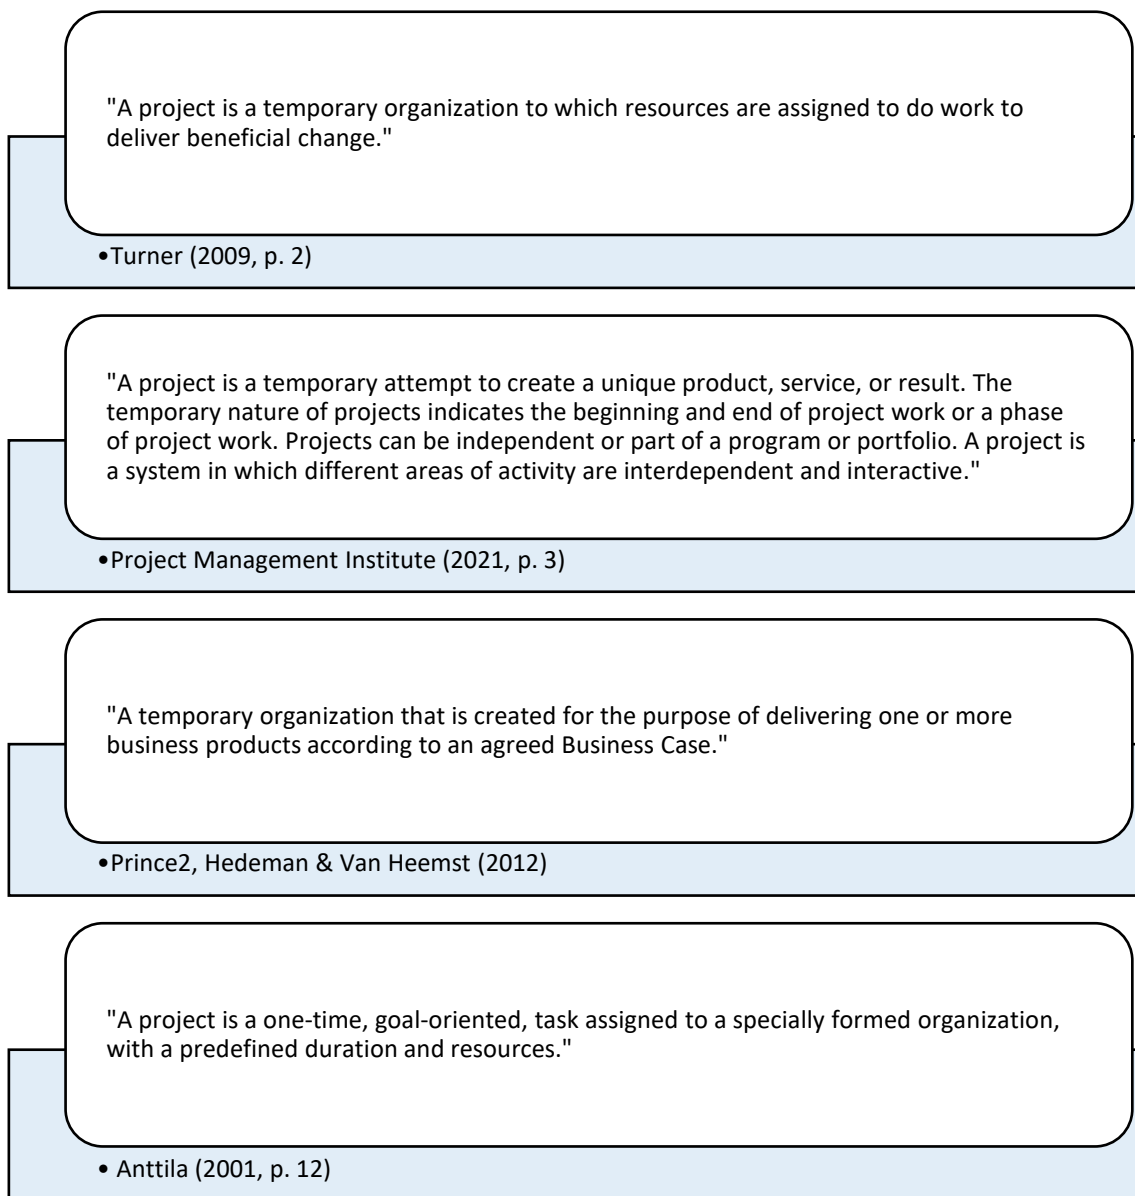 "A project is a temporary organization to which resources are assigned to do work to
deliver beneficial change."
•Turner (2009, p. 2)
"A project is a temporary attempt to create a unique product, service, or result. The
temporary nature of projects indicates the beginning and end of project work or a phase
of project work. Projects can be independent or part of a program or portfolio. A project is
a system in which different areas of activity are interdependent and interactive."
•Project Management Institute (2021, p. 3)
"A temporary organization that is created for the purpose of delivering one or more
business products according to an agreed Business Case."
•Prince2, Hedeman & Van Heemst (2012)
"A project is a one-time, goal-oriented, task assigned to a specially formed organization,
with a predefined duration and resources."
• Anttila (2001, p. 12)